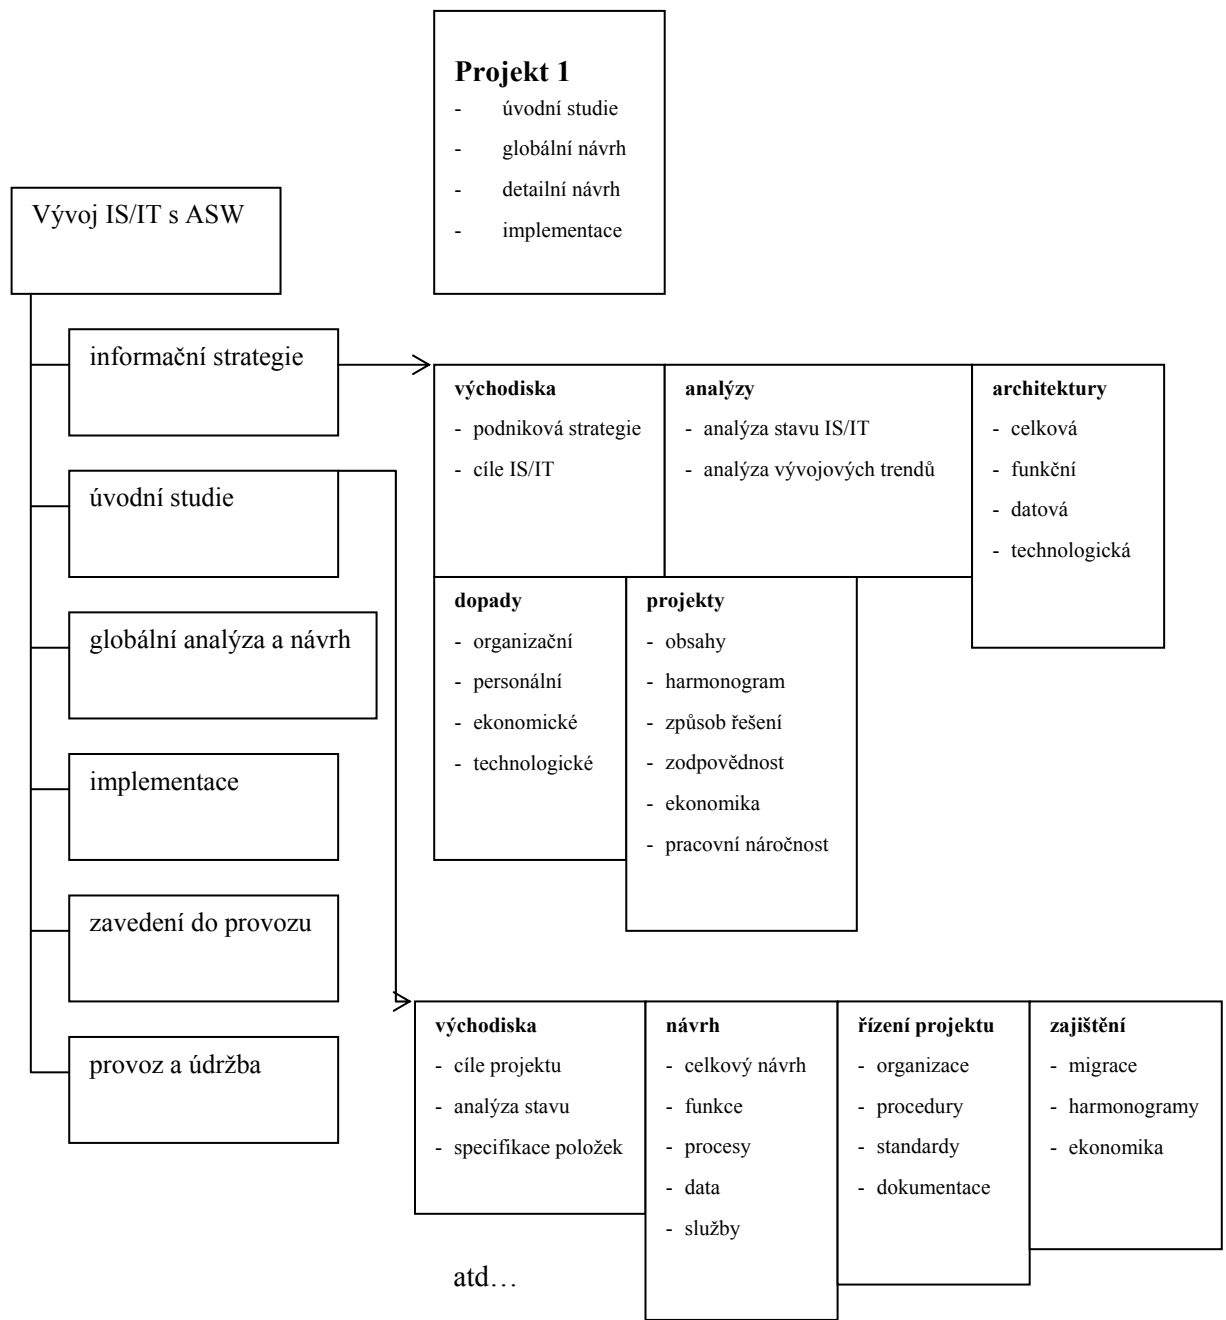 Projekt 1
- úvodní studie
- globální návrh
- detailní návrh
- implementace
Vývoj IS/IT s ASW
informační strategie
úvodní studie
globální analýza a návrh
implementace
zavedení do provozu
provoz a údržba
východiska
- podniková strategie
- cíle IS/IT
analýzy
- analýza stavu IS/IT
- analýza vývojových trendů
architektury
- celková
- funkční
- datová
- technologická
dopady
- organizační
- personální
- ekonomické
- technologické
projekty
- obsahy
- harmonogram
- způsob řešení
- zodpovědnost
- ekonomika
- pracovní náročnost
východiska
- cíle projektu
- analýza stavu
- specifikace položek
návrh
- celkový návrh
- funkce
- procesy
- data
- služby
řízení projektu
- organizace
- procedury
- standardy
- dokumentace
zajištění
- migrace
- harmonogramy
- ekonomika
atd…